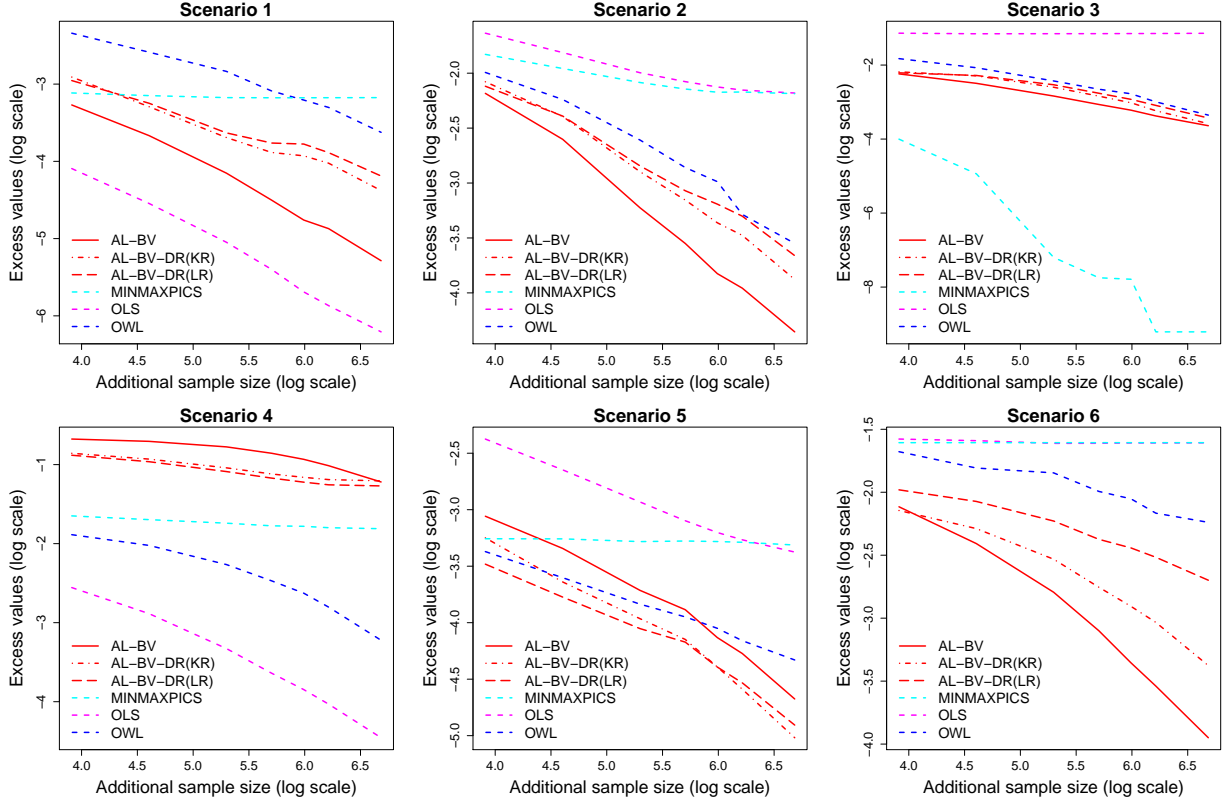 Scenario 1
Excess values (log scale)
−3
−4
−5
−6
AL−BV
AL−BV−DR(KR)
AL−BV−DR(LR)
MINMAXPICS
OLS
OWL
4.0 4.5 5.0 5.5 6.0 6.5
Additional sample size (log scale)
Scenario 2
Excess values (log scale)
−2.0
−2.5
−3.0
−3.5
−4.0
AL−BV
AL−BV−DR(KR)
AL−BV−DR(LR)
MINMAXPICS
OLS
OWL
4.0 4.5 5.0 5.5 6.0 6.5
Additional sample size (log scale)
Scenario 3
Excess values (log scale)
−2
−4
−6
−8
AL−BV
AL−BV−DR(KR)
AL−BV−DR(LR)
MINMAXPICS
OLS
OWL
4.0 4.5 5.0 5.5 6.0 6.5
Additional sample size (log scale)
Scenario 4
Excess values (log scale)
−1
−2
−3
−4
AL−BV
AL−BV−DR(KR)
AL−BV−DR(LR)
MINMAXPICS
OLS
OWL
4.0 4.5 5.0 5.5 6.0 6.5
Additional sample size (log scale)
Scenario 5
Excess values (log scale)
−2.5
−3.0
−3.5
−4.0
−4.5
−5.0
AL−BV
AL−BV−DR(KR)
AL−BV−DR(LR)
MINMAXPICS
OLS
OWL
4.0 4.5 5.0 5.5 6.0 6.5
Additional sample size (log scale)
Scenario 6
Excess values (log scale)
−1.5
−2.0
−2.5
−3.0
−3.5
−4.0
AL−BV
AL−BV−DR(KR)
AL−BV−DR(LR)
MINMAXPICS
OLS
OWL
4.0 4.5 5.0 5.5 6.0 6.5
Additional sample size (log scale)